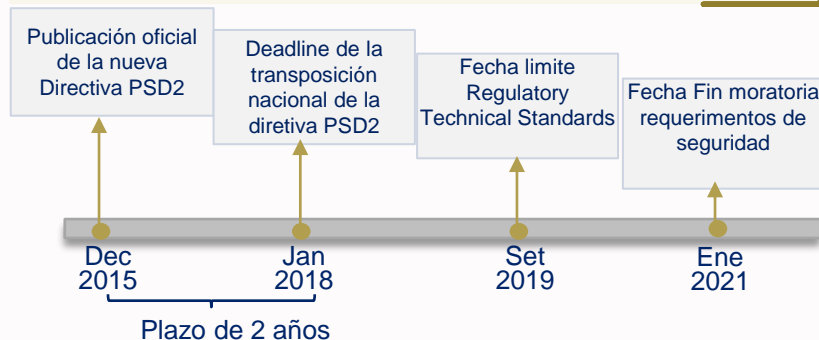 Publicación oficial
de la nueva
Directiva PSD2
Deadline de la
transposición
nacional de la
diretiva PSD2
Fecha limite
Regulatory
Technical Standards
Fecha Fin moratoria
requerimentos de
seguridad
Dec
2015
Jan
2018
Set
2019
Ene
2021
Plazo de 2 años